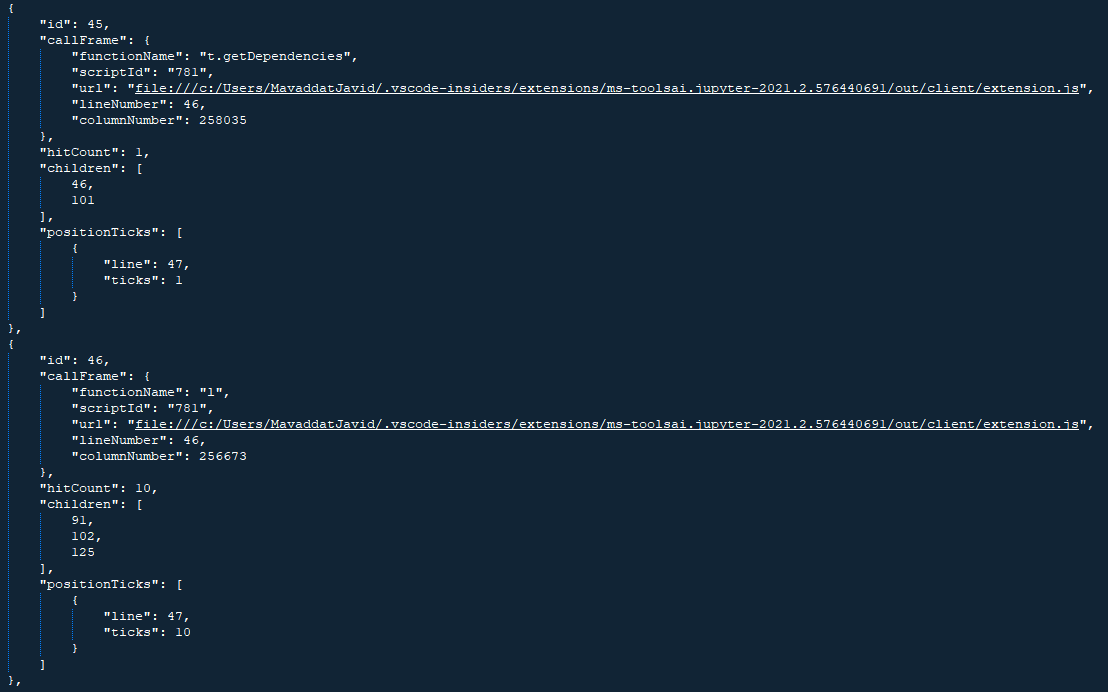 {
    "id": 45,
    "callFrame": {
        "functionName": "t.getDependencies",
        "scriptId": "781",
        "url": "file:///c:/Users/MavaddatJavid/.vscode-insiders/extensions/ms-toolsai.jupyter-2021.2.576440691/out/client/extension.js",
        "lineNumber": 46,
        "columnNumber": 258035
    },
    "hitCount": 1,
    "children": [
        46,
        101
    ],
    "positionTicks": [
        {
            "line": 47,
            "ticks": 1
        }
    ]
},
{
    "id": 46,
    "callFrame": {
        "functionName": "l",
        "scriptId": "781",
        "url": "file:///c:/Users/MavaddatJavid/.vscode-insiders/extensions/ms-toolsai.jupyter-2021.2.576440691/out/client/extension.js",
        "lineNumber": 46,
        "columnNumber": 256673
    },
    "hitCount": 10,
    "children": [
        91,
        102,
        125
    ],
    "positionTicks": [
        {
            "line": 47,
            "ticks": 10
        }
    ]
},